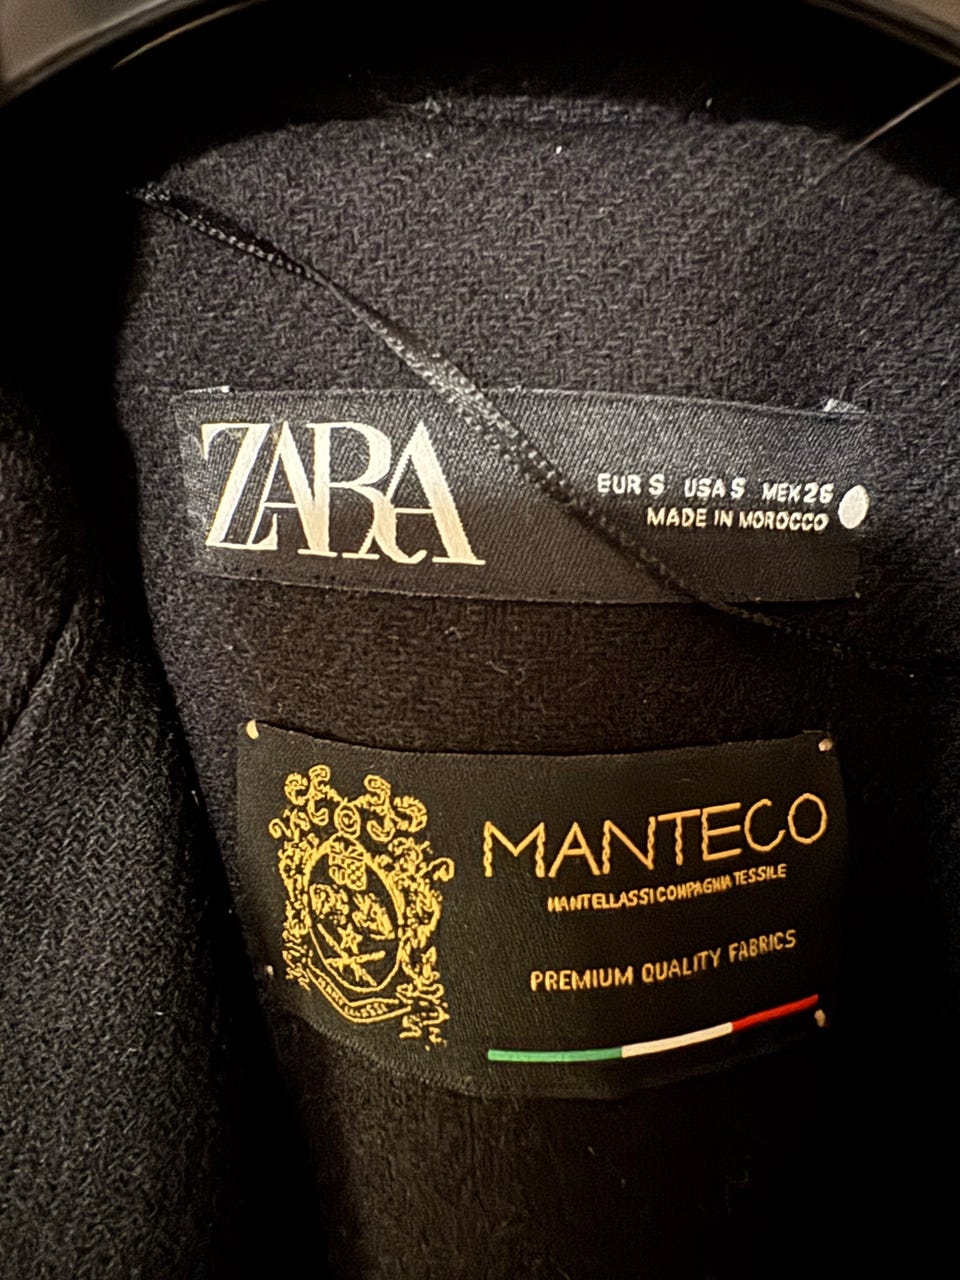 ZARA
EUR S USA S MEX 26
MADE IN MOROCCO
MANTECO
MANTELLASSI COMPAGNIA TESSILE
PREMIUM QUALITY FABRICS